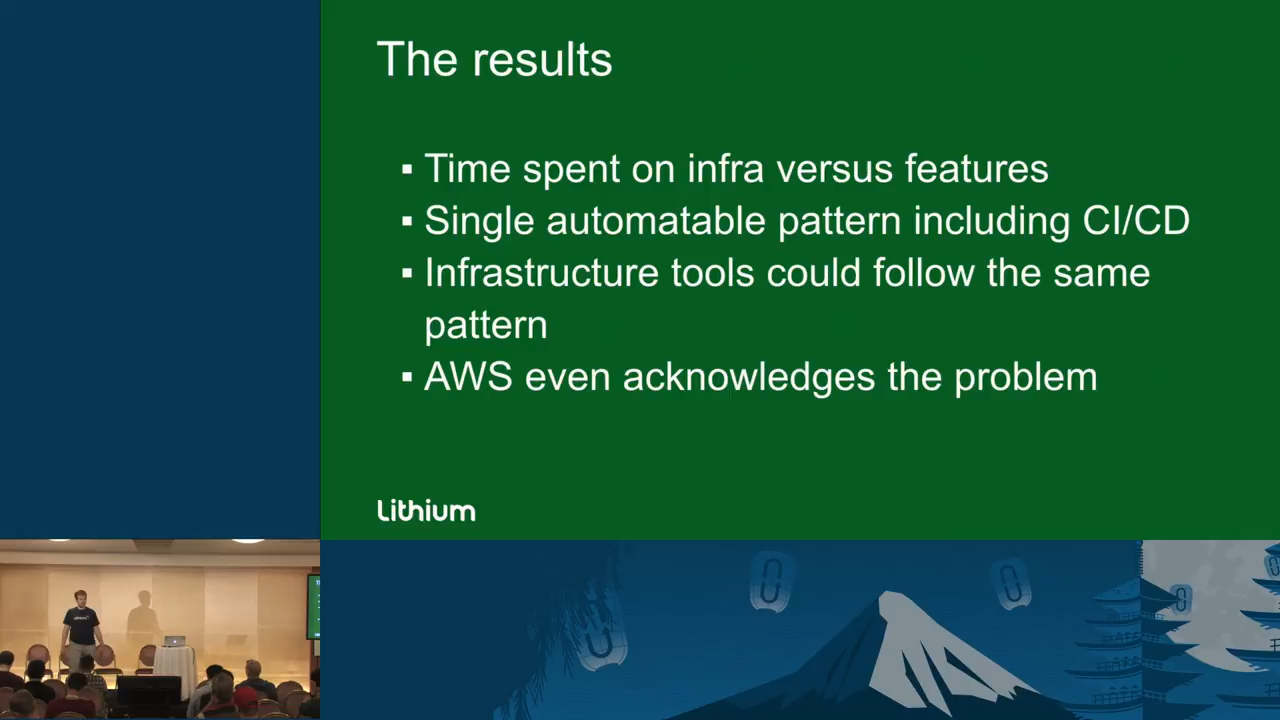 The results
▪ Time spent on infra versus features
▪ Single automatable pattern including CI/CD
▪ Infrastructure tools could follow the same
pattern
▪ AWS even acknowledges the problem
Lithium